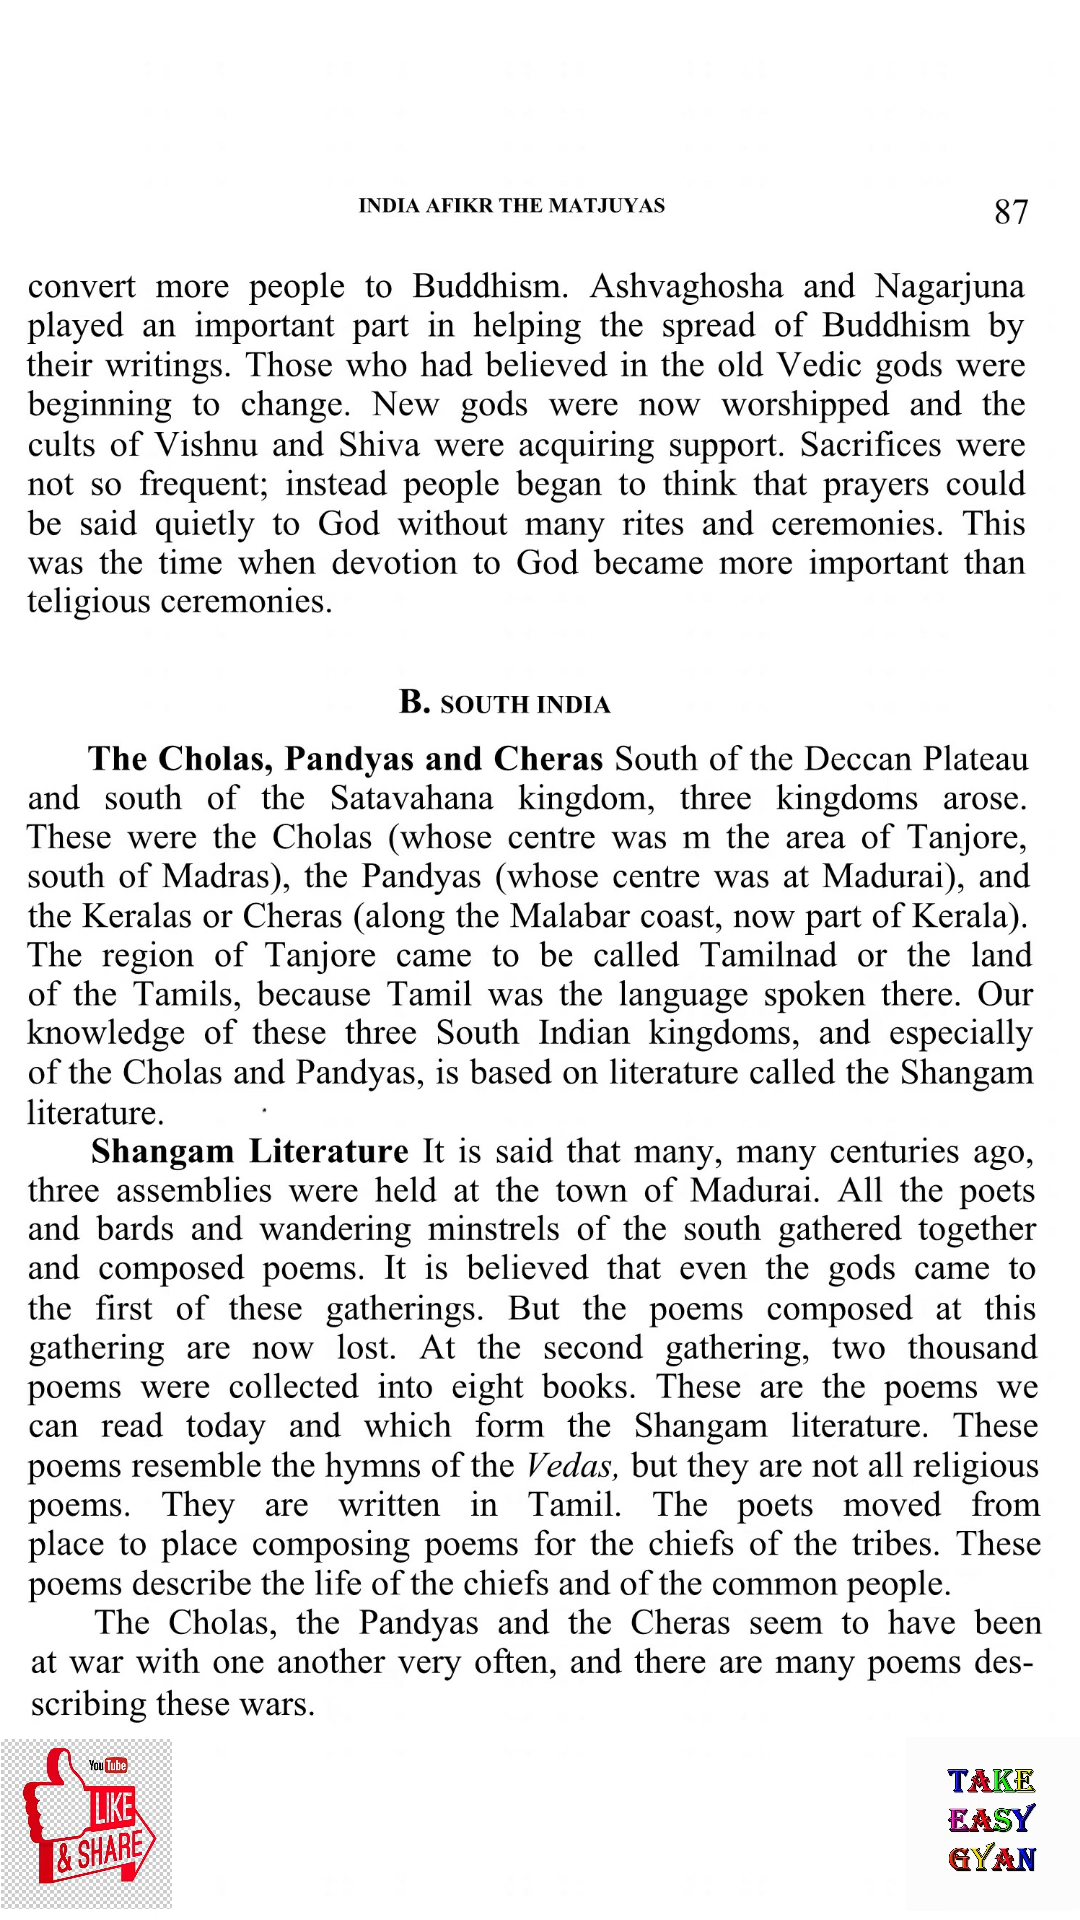 INDIA AFIKR THE MATJUYAS 87
convert more people to Buddhism. Ashvaghosha and Nagarjuna
played an important part in helping the spread of Buddhism by
their writings. Those who had believed in the old Vedic gods were
beginning to change. New gods were now worshipped and the
cults of Vishnu and Shiva were acquiring support. Sacrifices were
not so frequent; instead people began to think that prayers could
be said quietly to God without many rites and ceremonies. This
was the time when devotion to God became more important than
teligious ceremonies.
B. SOUTH INDIA
The Cholas, Pandyas and Cheras South of the Deccan Plateau
and south of the Satavahana kingdom, three kingdoms arose.
These were the Cholas (whose centre was m the area of Tanjore,
south of Madras), the Pandyas (whose centre was at Madurai), and
the Keralas or Cheras (along the Malabar coast, now part of Kerala).
The region of Tanjore came to be called Tamilnad or the land
of the Tamils, because Tamil was the language spoken there. Our
knowledge of these three South Indian kingdoms, and especially
of the Cholas and Pandyas, is based on literature called the Shangam
literature.
Shangam Literature It is said that many, many centuries ago,
three assemblies were held at the town of Madurai. All the poets
and bards and wandering minstrels of the south gathered together
and composed poems. It is believed that even the gods came to
the first of these gatherings. But the poems composed at this
gathering are now lost. At the second gathering, two thousand
poems were collected into eight books. These are the poems we
can read today and which form the Shangam literature. These
poems resemble the hymns of the Vedas, but they are not all religious
poems. They are written in Tamil. The poets moved from
place to place composing poems for the chiefs of the tribes. These
poems describe the life of the chiefs and of the common people.
The Cholas, the Pandyas and the Cheras seem to have been
at war with one another very often, and there are many poems des-
scribing these wars.
YouTube
LIKE
& SHARE
TAKE
EASY
GYAN